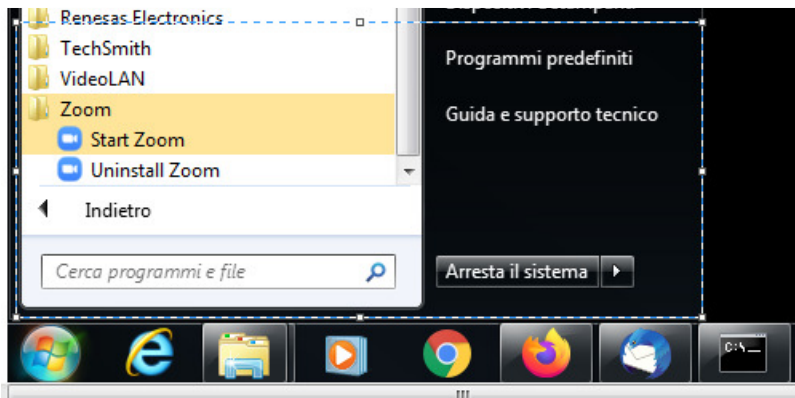 Renesas Electronics
TechSmith
VideoLAN
Zoom
Start Zoom
Uninstall Zoom
Indietro
Cerca programmi e file
Programmi predefiniti
Guida e supporto tecnico
Arresta il sistema
C:\_